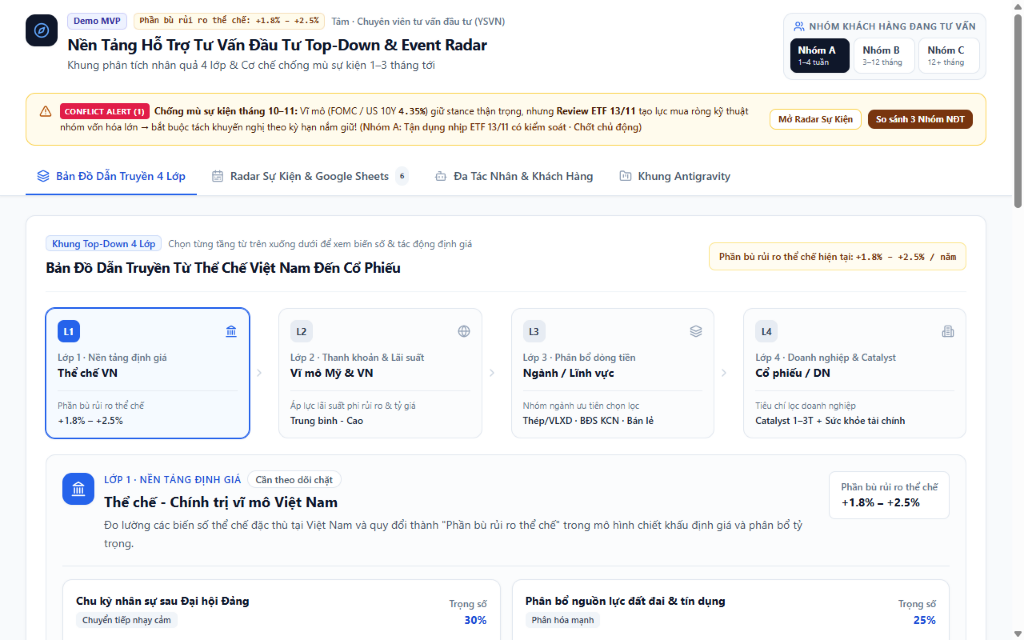 Demo MVP
Phần bù rủi ro thể chế: +1.8% – +2.5%
Tâm · Chuyên viên tư vấn đầu tư (YSVN)
Nền Tảng Hỗ Trợ Tư Vấn Đầu Tư Top-Down & Event Radar
Khung phân tích nhân quả 4 lớp & Cơ chế chống mù sự kiện 1–3 tháng tới
NHÓM KHÁCH HÀNG ĐANG TƯ VẤN
Nhóm A
1–4 tuần
Nhóm B
3–12 tháng
Nhóm C
12+ tháng
CONFLICT ALERT (1)
Chống mù sự kiện tháng 10–11: Vĩ mô (FOMC / US 10Y 4.35%) giữ stance thận trọng, nhưng Review ETF 13/11 tạo lực mua ròng kỹ thuật
nhóm vốn hóa lớn → bắt buộc tách khuyến nghị theo kỳ hạn nắm giữ! (Nhóm A: Tận dụng nhịp ETF 13/11 có kiểm soát · Chốt chủ động)
Mở Radar Sự Kiện
So sánh 3 Nhóm NĐT
Bản Đồ Dẫn Truyền 4 Lớp
Radar Sự Kiện & Google Sheets 6
Đa Tác Nhân & Khách Hàng
Khung Antigravity
Khung Top-Down 4 Lớp
Chọn từng tầng từ trên xuống dưới để xem biến số & tác động định giá
Bản Đồ Dẫn Truyền Từ Thể Chế Việt Nam Đến Cổ Phiếu
Phần bù rủi ro thể chế hiện tại: +1.8% – +2.5% / năm
L1
Lớp 1 · Nền tảng định giá
Thể chế VN
Phần bù rủi ro thể chế
+1.8% – +2.5%
L2
Lớp 2 · Thanh khoản & Lãi suất
Vĩ mô Mỹ & VN
Áp lực lãi suất phi rủi ro & tỷ giá
Trung bình - Cao
L3
Lớp 3 · Phân bổ dòng tiền
Ngành / Lĩnh vực
Nhóm ngành ưu tiên chọn lọc
Thép/VLXD · BĐS KCN · Bán lẻ
L4
Lớp 4 · Doanh nghiệp & Catalyst
Cổ phiếu / DN
Tiêu chí lọc doanh nghiệp
Catalyst 1–3T + Sức khỏe tài chính
LỚP 1 · NỀN TẢNG ĐỊNH GIÁ
Cần theo dõi chặt
Thể chế - Chính trị vĩ mô Việt Nam
Đo lường các biến số thể chế đặc thù tại Việt Nam và quy đổi thành "Phần bù rủi ro thể chế" trong mô hình chiết khấu định giá và phân bổ tỷ
trọng.
Phần bù rủi ro thể chế
+1.8% – +2.5%
Chu kỳ nhân sự sau Đại hội Đảng
Chuyển tiếp nhạy cảm
Trọng số
30%
Phân bổ nguồn lực đất đai & tín dụng
Phân hóa mạnh
Trọng số
25%